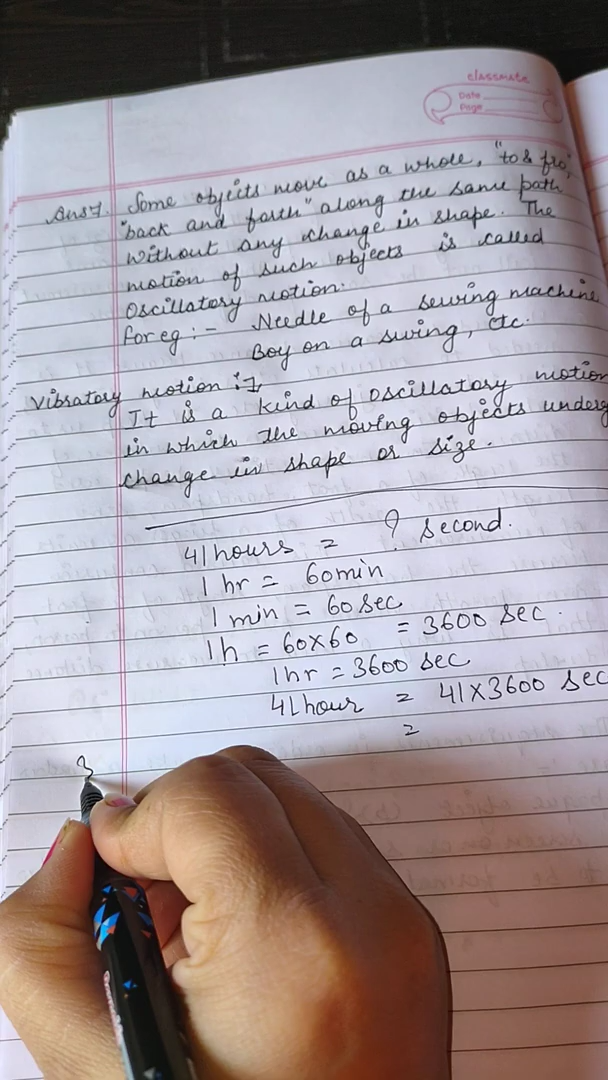 classmate
Date
Page
Ans7. Some objects move as a whole, "to & fro",
"back and forth" along the same path
without any change in shape. The
motion of such objects is called
Oscillatory motion.
for eg :- Needle of a sewing machine
Boy on a swing, etc.
Vibratory motion :→
It is a kind of oscillatory motion
in which the moving objects underg
change in shape or size.
41 hours = ? second.
1 hr = 60 min
1 min = 60 sec
1h = 60×60 = 3600 sec.
1hr = 3600 sec
41 hour = 41×3600 sec
=
3